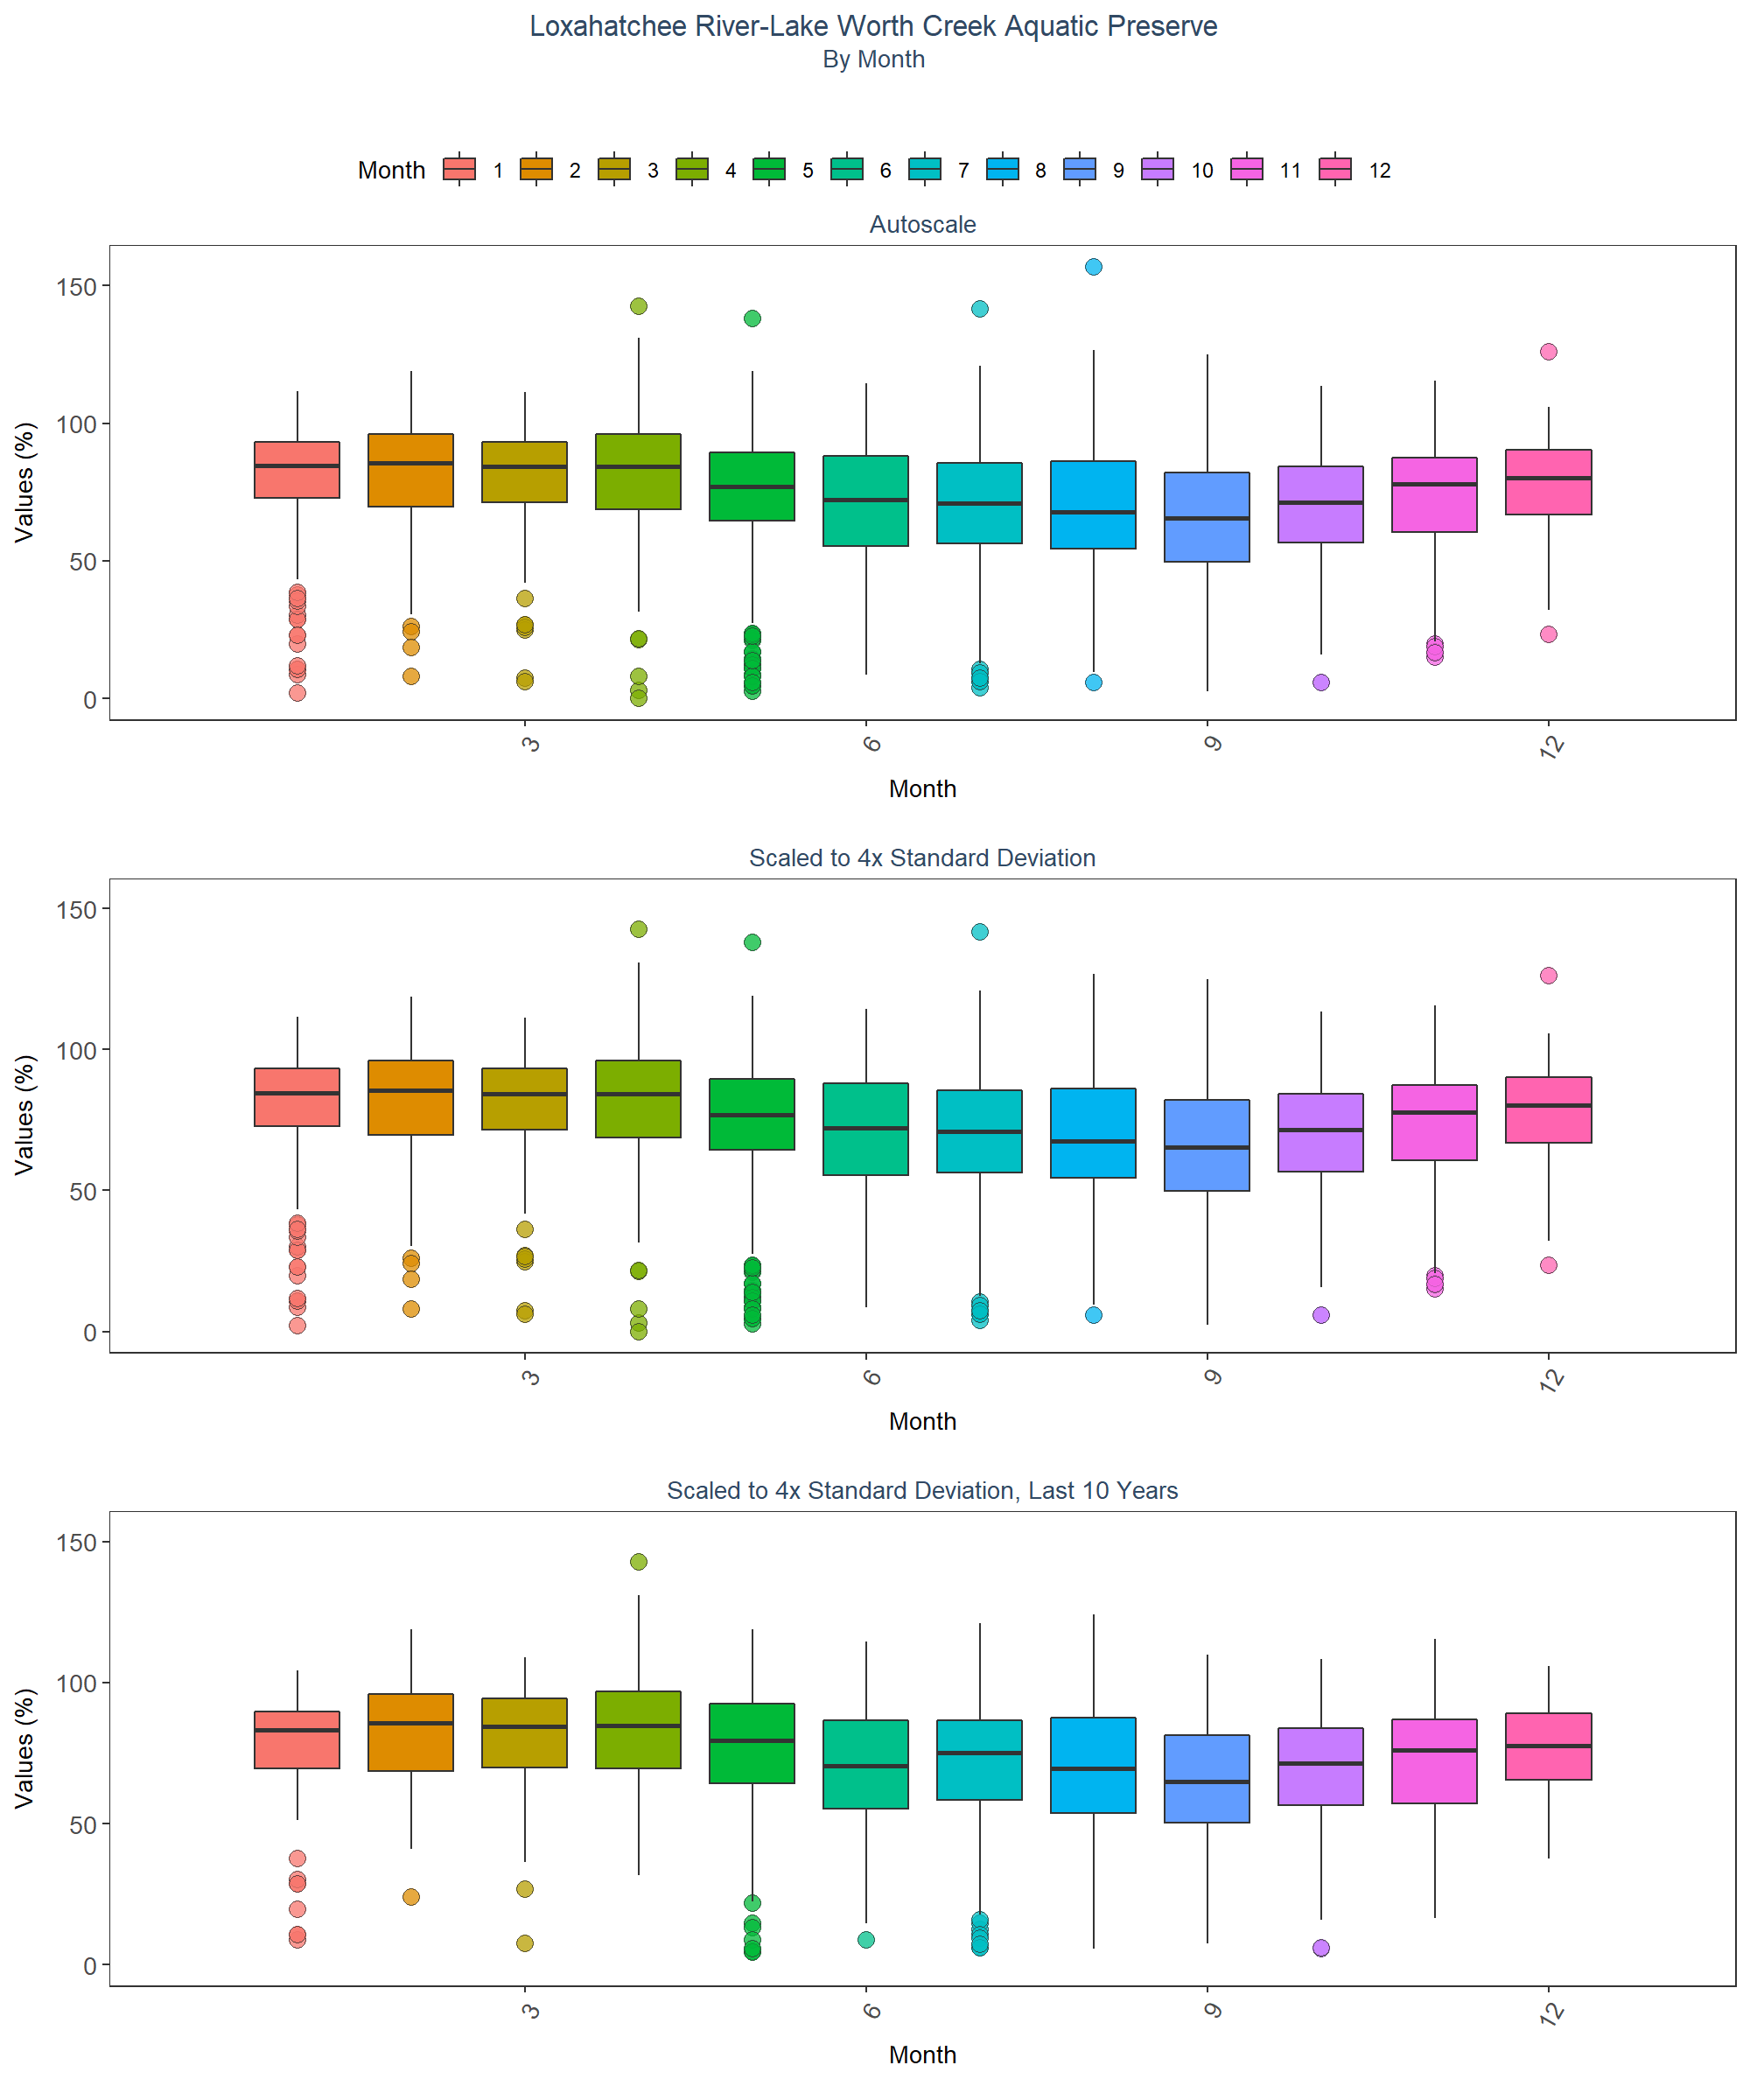 Loxahatchee River-Lake Worth Creek Aquatic Preserve
By Month
Month 1 2 3 4 5 6 7 8 9 10 11 12
Autoscale
Values (%)
150
100
50
0
3 6 9 12
Month
Scaled to 4x Standard Deviation
Values (%)
150
100
50
0
3 6 9 12
Month
Scaled to 4x Standard Deviation, Last 10 Years
Values (%)
150
100
50
0
3 6 9 12
Month